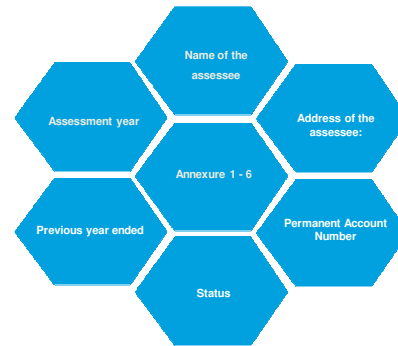 Name of the
assessee
Assessment year
Address of the
assessee:
Annexure 1 - 6
Previous year ended
Permanent Account
Number
Status